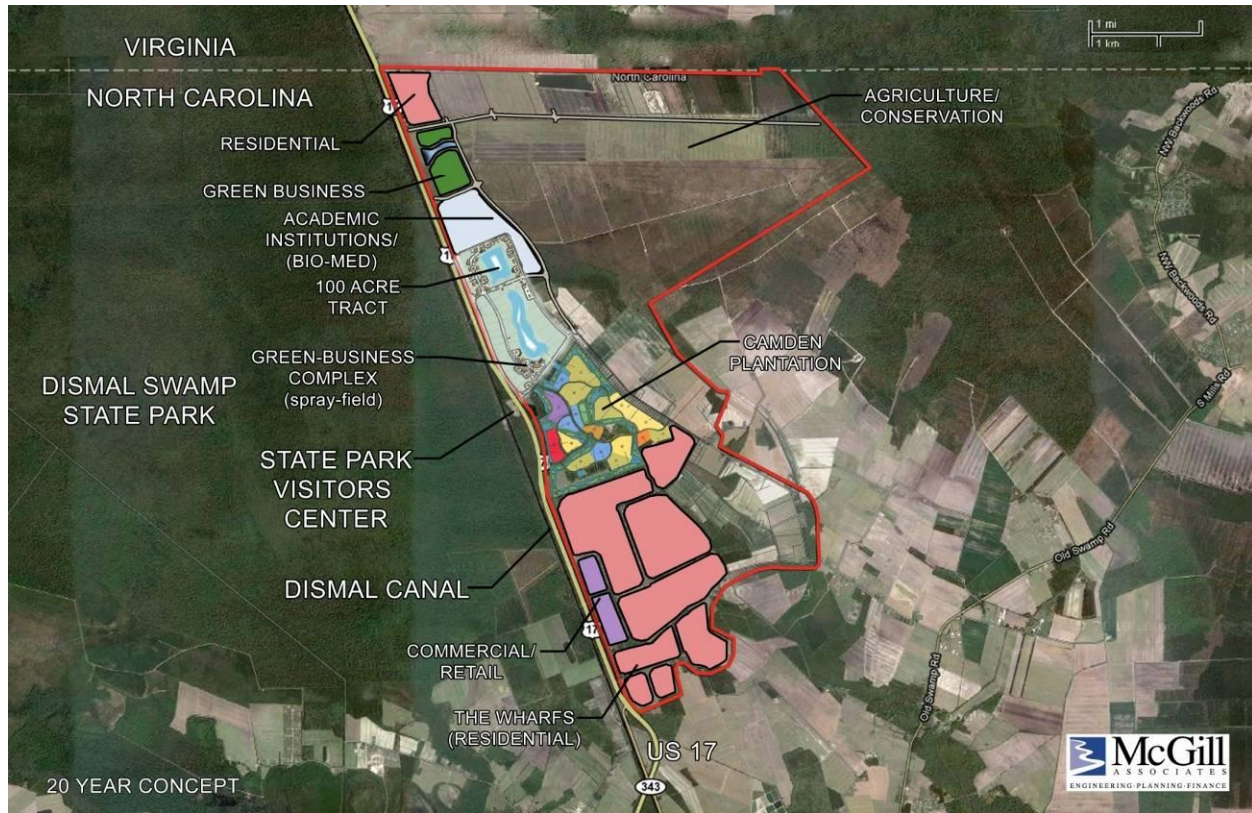 VIRGINIA
1 mi
1 km
North Carolina
NORTH CAROLINA
AGRICULTURE/
CONSERVATION
NW Backwoods Rd
RESIDENTIAL
GREEN BUSINESS
ACADEMIC
INSTITUTIONS/
(BIO-MED)
100 ACRE
TRACT
NW Backwoods Rd
GREEN-BUSINESS
COMPLEX
(spray-field)
CAMDEN
PLANTATION
S Mills Rd
DISMAL SWAMP
STATE PARK
STATE PARK
VISITORS
CENTER
Old Swamp Rd
DISMAL CANAL
17
COMMERCIAL/
RETAIL
Old Swamp Rd
THE WHARFS
(RESIDENTIAL)
US 17
343
20 YEAR CONCEPT
McGill
ASSOCIATES
ENGINEERING·PLANNING·FINANCE